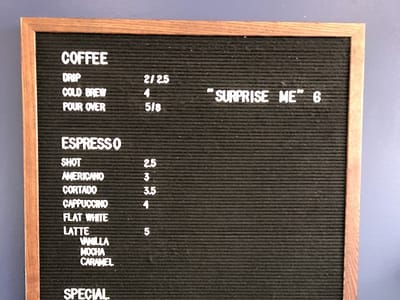 COFFEE
DRIP 2/2.5
COLD BREW 4
POUR OVER 5/8
"SURPRISE ME" 6
ESPRESSO
SHOT 2.5
AMERICANO 3
CORTADO 3.5
CAPPUCCINO 4
FLAT WHITE
LATTE 5
VANILLA
MOCHA
CARAMEL
SPECIAL